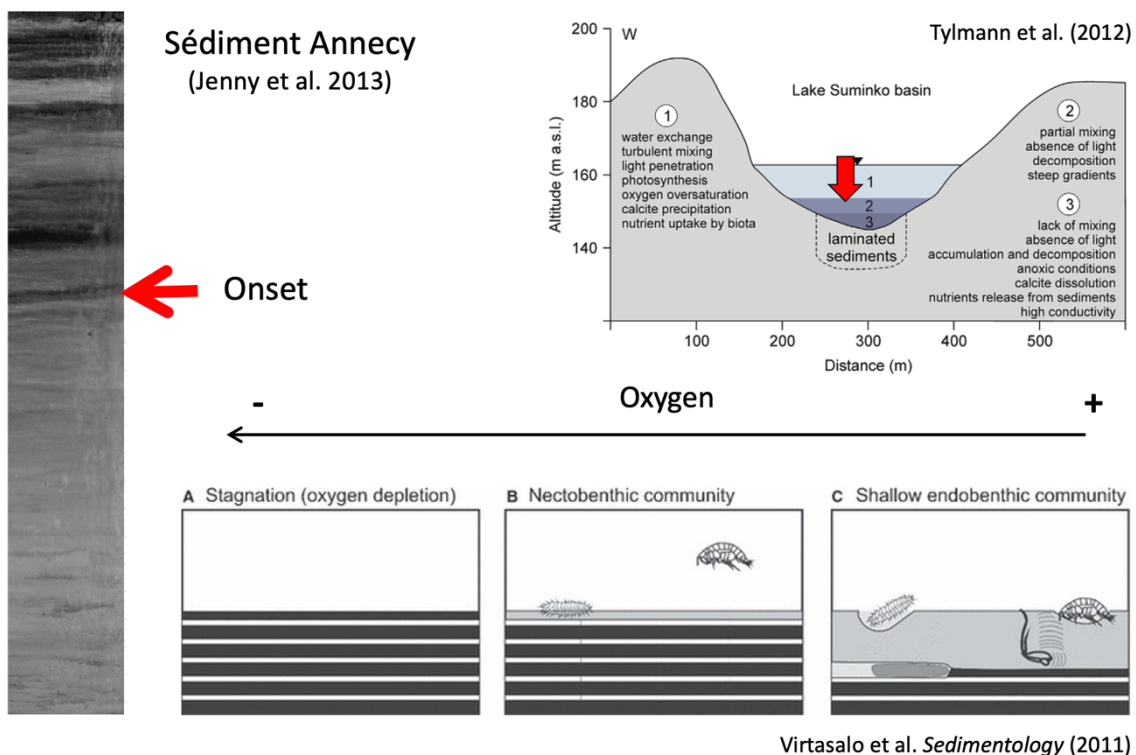 Sédiment Annecy
(Jenny et al. 2013)
Onset
Tylmann et al. (2012)
W
Lake Suminko basin
Altitude (m a.s.l.)
200
180
160
140
1
water exchange
turbulent mixing
light penetration
photosynthesis
oxygen oversaturation
calcite precipitation
nutrient uptake by biota
1
2
3
laminated
sediments
2
partial mixing
absence of light
decomposition
steep gradients
3
lack of mixing
absence of light
accumulation and decomposition
anoxic conditions
calcite dissolution
nutrients release from sediments
high conductivity
100 200 300 400 500
Distance (m)
- Oxygen +
A Stagnation (oxygen depletion)
B Nectobenthic community
C Shallow endobenthic community
Virtasalo et al. Sedimentology (2011)